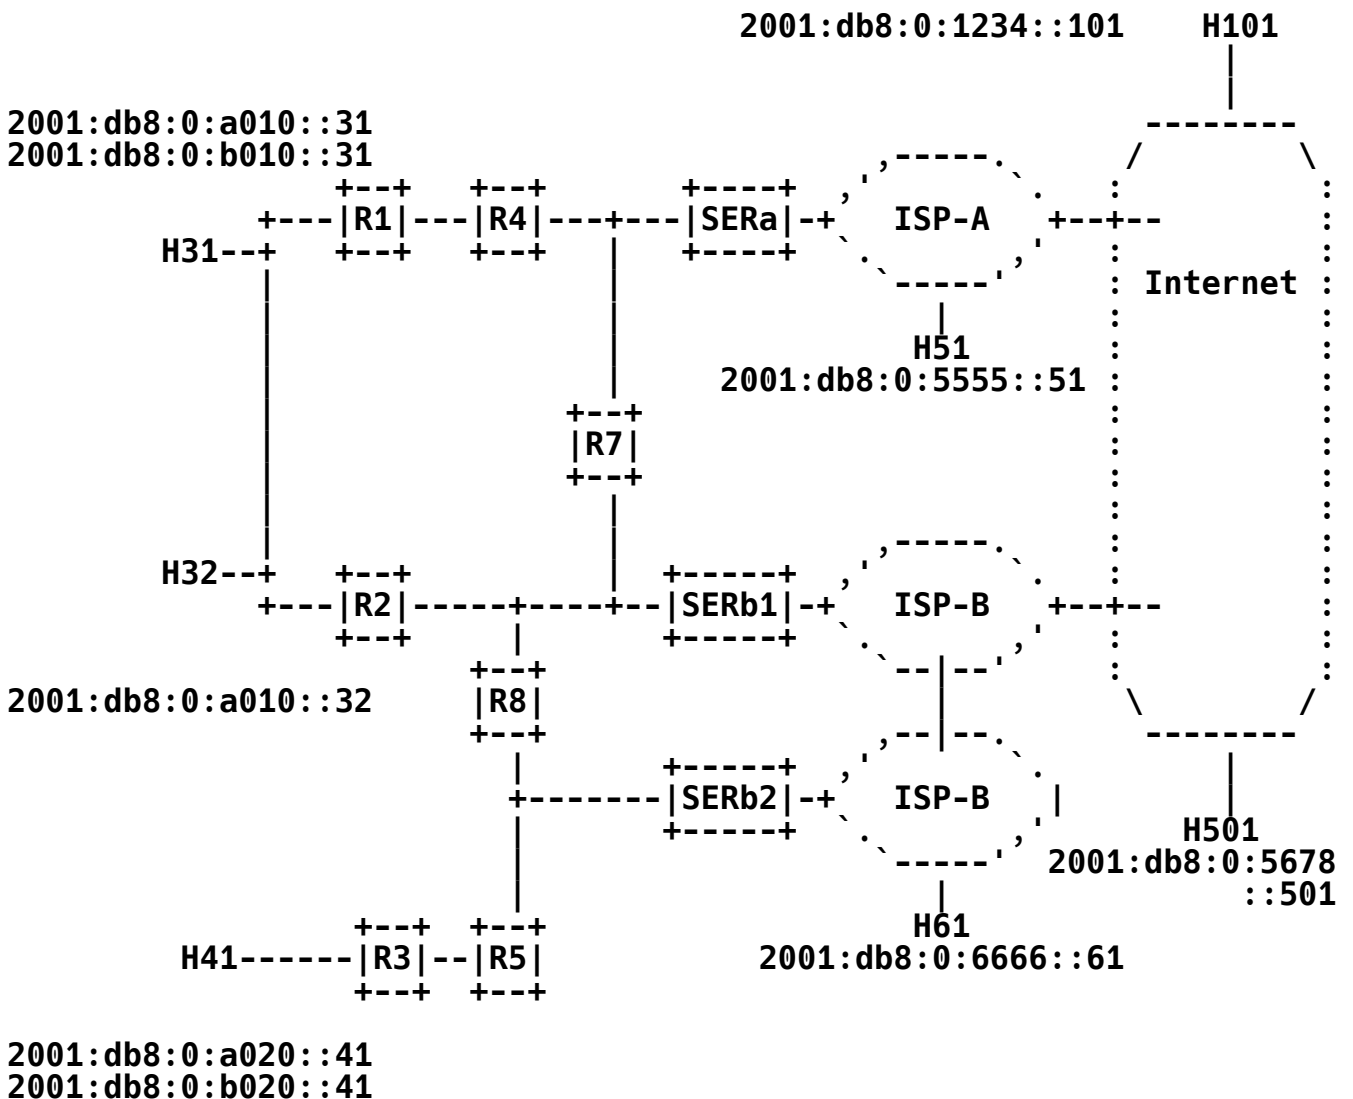 2001:db8:0:1234::101 H101
2001:db8:0:a010::31
2001:db8:0:b010::31
R1 R4 SERa ISP-A
H31
Internet
H51
2001:db8:0:5555::51
R7
H32
R2 SERb1 ISP-B
2001:db8:0:a010::32 R8
SERb2 ISP-B
H501
2001:db8:0:5678
::501
H61
H41 R3 R5 2001:db8:0:6666::61
2001:db8:0:a020::41
2001:db8:0:b020::41